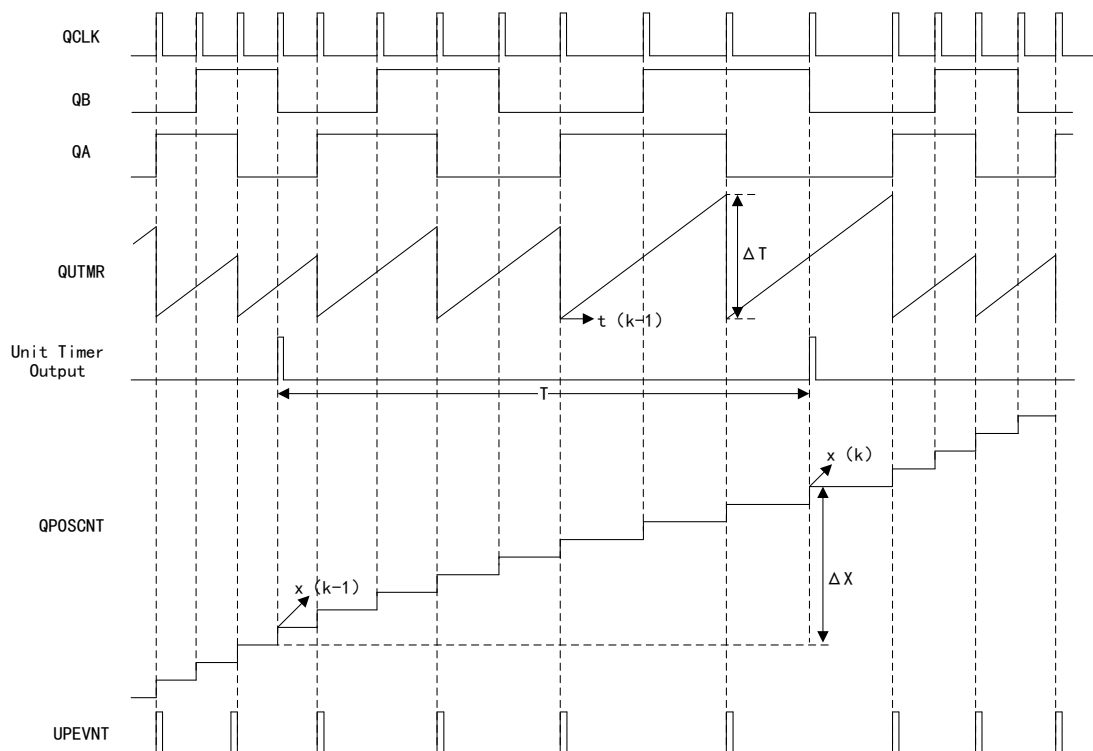 QCLK
QB
QA
QUTMR
ΔT
t (k-1)
Unit Timer
Output
T
x (k)
QPOSCNT
ΔX
x (k-1)
UPEVNT